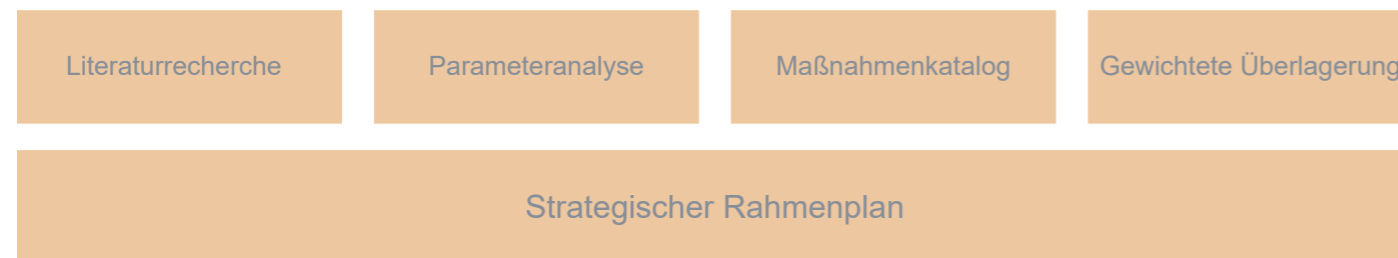 Literaturrecherche
Parameteranalyse
Maßnahmenkatalog
Gewichtete Überlagerung
Strategischer Rahmenplan